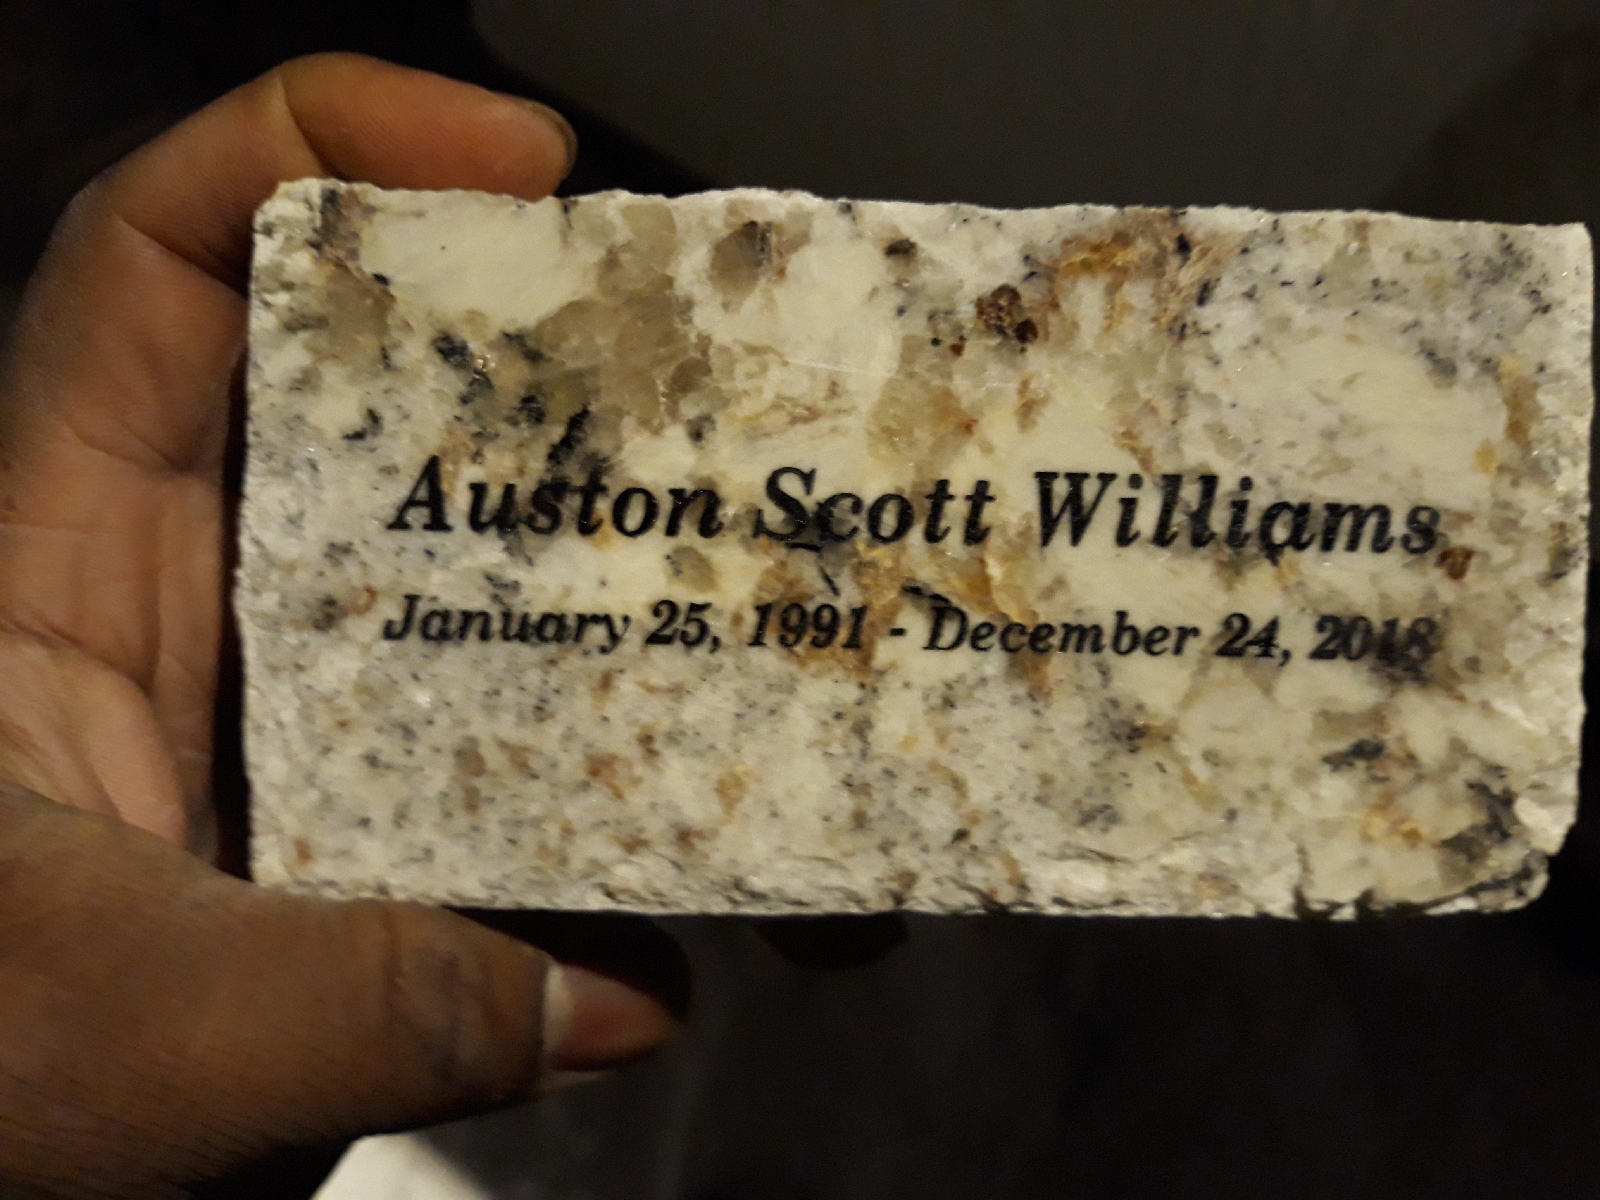 Auston Scott Williams
January 25, 1991 - December 24, 2018